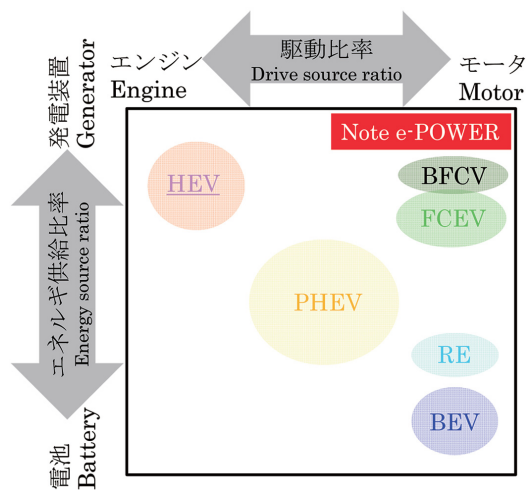 駆動比率
Drive source ratio
エンジン
Engine
モータ
Motor
発電装置
Generator
エネルギ供給比率
Energy source ratio
電池
Battery
Note e-POWER
HEV
BFCV
FCEV
PHEV
RE
BEV